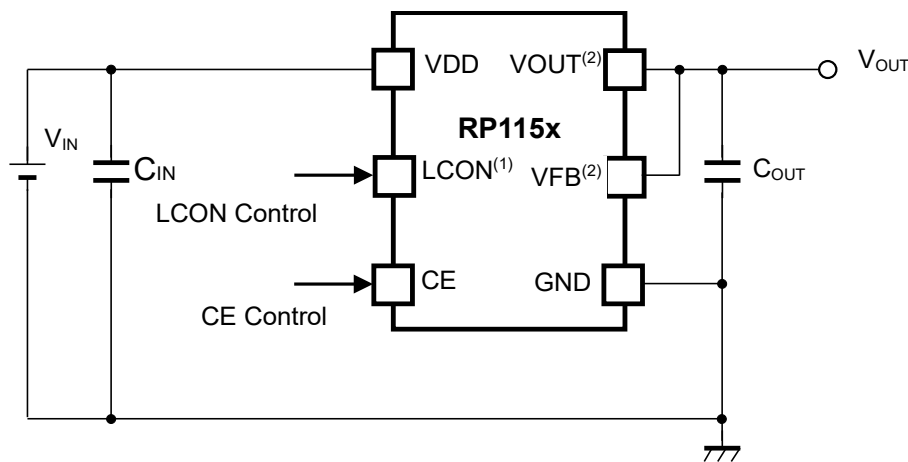 VDD
VOUT(2)
VOUT
RP115x
VIN
CIN
LCON(1)
VFB(2)
COUT
LCON Control
CE
GND
CE Control